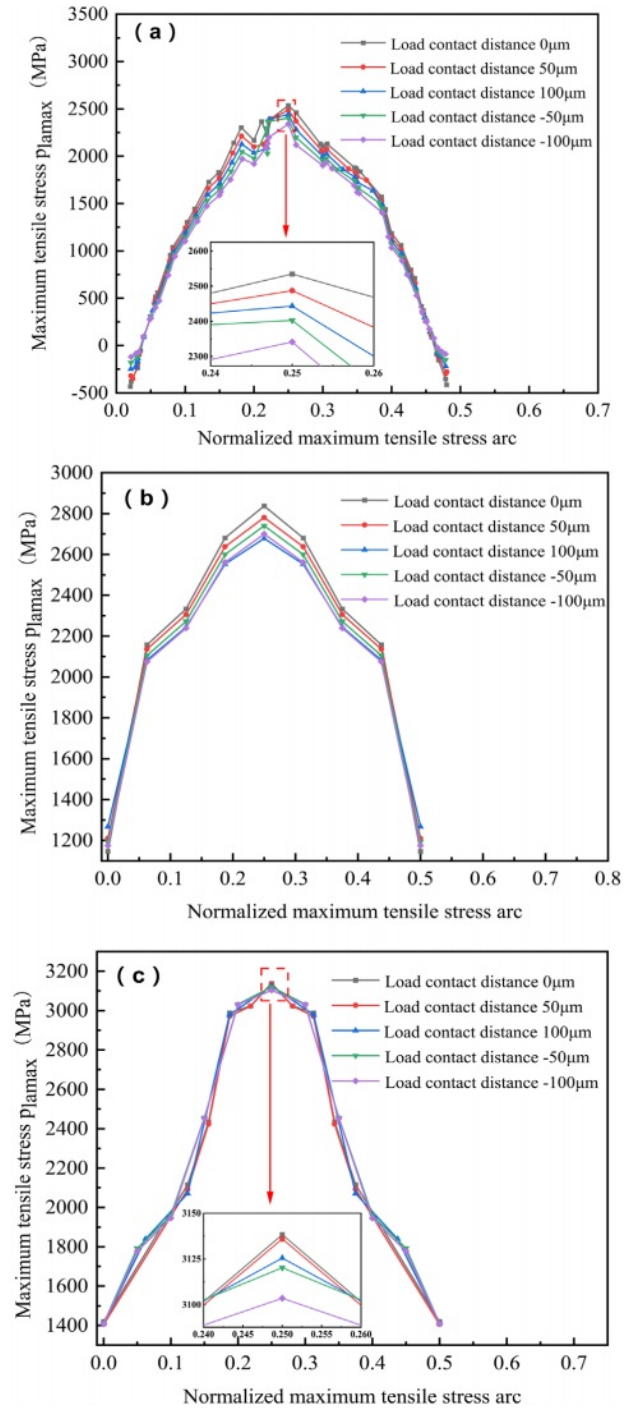 (a)
Load contact distance 0μm
Load contact distance 50μm
Load contact distance 100μm
Load contact distance -50μm
Load contact distance -100μm
Maximum tensile stress plamax (MPa)
3500
3000
2500
2000
1500
1000
500
0
-500
2600
2500
2400
2300
0.24 0.25 0.26
0.0 0.1 0.2 0.3 0.4 0.5 0.6 0.7
Normalized maximum tensile stress arc
(b)
Load contact distance 0μm
Load contact distance 50μm
Load contact distance 100μm
Load contact distance -50μm
Load contact distance -100μm
Maximum tensile stress plamax (MPa)
3000
2800
2600
2400
2200
2000
1800
1600
1400
1200
0.0 0.1 0.2 0.3 0.4 0.5 0.6 0.7 0.8
Normalized maximum tensile stress arc
(c)
Load contact distance 0μm
Load contact distance 50μm
Load contact distance 100μm
Load contact distance -50μm
Load contact distance -100μm
Maximum tensile stress plamax (MPa)
3200
3000
2800
2600
2400
2200
2000
1800
1600
1400
3150
3125
3100
0.240 0.245 0.250 0.255 0.260
0.0 0.1 0.2 0.3 0.4 0.5 0.6 0.7
Normalized maximum tensile stress arc